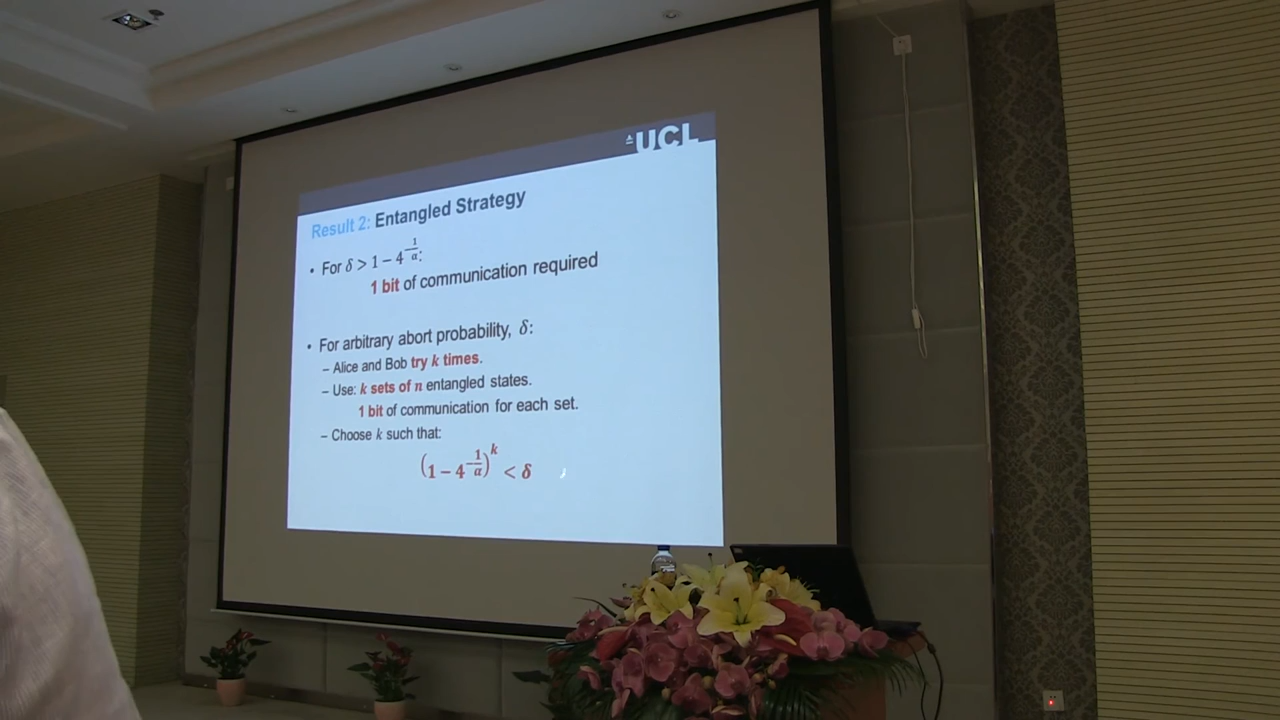 UCL
Result 2: Entangled Strategy
• For δ > 1 − 4^{−1/α}:
1 bit of communication required
• For arbitrary abort probability, δ:
– Alice and Bob try k times.
– Use: k sets of n entangled states.
1 bit of communication for each set.
– Choose k such that:
(1 − 4^{−1/α})^k < δ